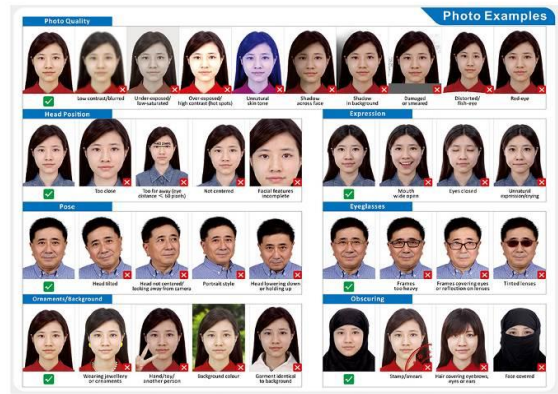 Photo Examples
Photo Quality
Low contrast/blurred
Under exposed/
low-saturated
Over exposed/
high contrast (hot spots)
Unnatural
skin tone
Shadow
across face
Shadow
in background
Damaged
or smeared
Distorted/
fish-eye
Red eye
Head Position
Too close
Too far away (eye
distance < 60 pixels)
Not centered
Facial features
incomplete
Expression
Mouth
wide open
Eyes closed
Unnatural
expression/crying
Pose
Head tilted
Head not centered/
looking away from camera
Portrait style
Head lowering down
or holding up
Eyeglasses
Frames
too heavy
Frames covering eyes
or reflection on lenses
Tinted lenses
Ornaments/Background
Wearing jewellery
or ornaments
Hand/toy/
another person
Background colour
Garment identical
to background
Obscuring
Stamp/smears
Hair covering eyebrows,
eyes or ears
Face covered